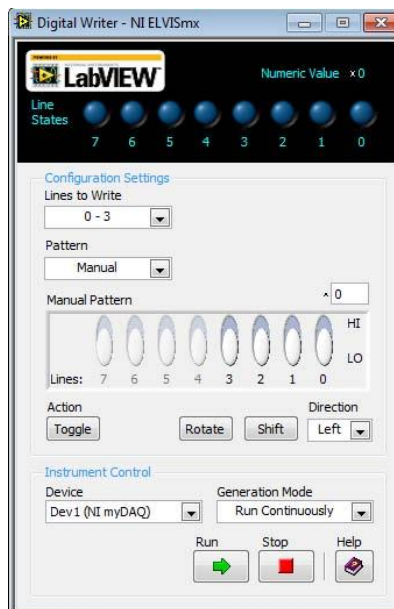 Digital Writer - NI ELVISmx
LabVIEW
Numeric Value x 0
Line
States
7 6 5 4 3 2 1 0
Configuration Settings
Lines to Write
0 - 3
Pattern
Manual
Manual Pattern
0
HI
LO
Lines: 7 6 5 4 3 2 1 0
Action
Direction
Toggle Rotate Shift Left
Instrument Control
Device
Generation Mode
Dev1 (NI myDAQ)
Run Continuously
Run Stop Help